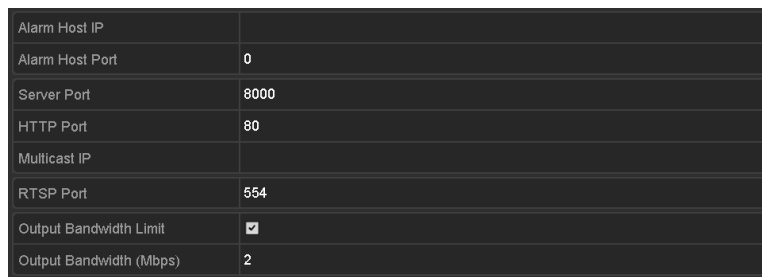 Alarm Host IP
Alarm Host Port 0
Server Port 8000
HTTP Port 80
Multicast IP
RTSP Port 554
Output Bandwidth Limit
Output Bandwidth (Mbps) 2